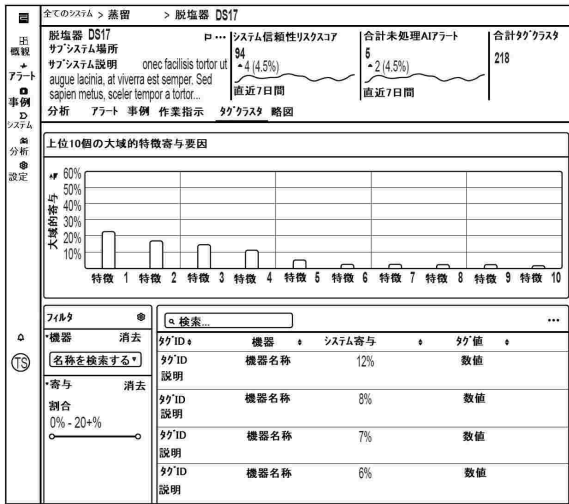 全てのシステム > 蒸留 > 脱塩器 DS17
概観
アラート
事例
システム
分析
設定
TS
脱塩器 DS17
サブシステム場所
サブシステム説明 onec facilisis tortor ut
augue lacinia, at viverra est semper. Sed
sapien metus, sceler tempor a tortor...
システム信頼性リスクスコア
94
4 (4.5%)
直近7日間
合計未処理AIアラート
5
2 (4.5%)
直近7日間
合計タグクラスタ
218
分析 アラート 事例 作業指示 タグクラスタ 略図
上位10個の大域的特徴寄与要因
大域的寄与
60%
50%
40%
30%
20%
10%
特徴 1 特徴 2 特徴 3 特徴 4 特徴 5 特徴 6 特徴 7 特徴 8 特徴 9 特徴 10
フィルタ
機器 消去
名称を検索する
寄与 消去
割合
0% - 20+%
検索... ...
タグID 機器 システム寄与 タグ値
タグID 機器名称 12% 数値
説明
タグID 機器名称 8% 数値
説明
タグID 機器名称 7% 数値
説明
タグID 機器名称 6% 数値
説明